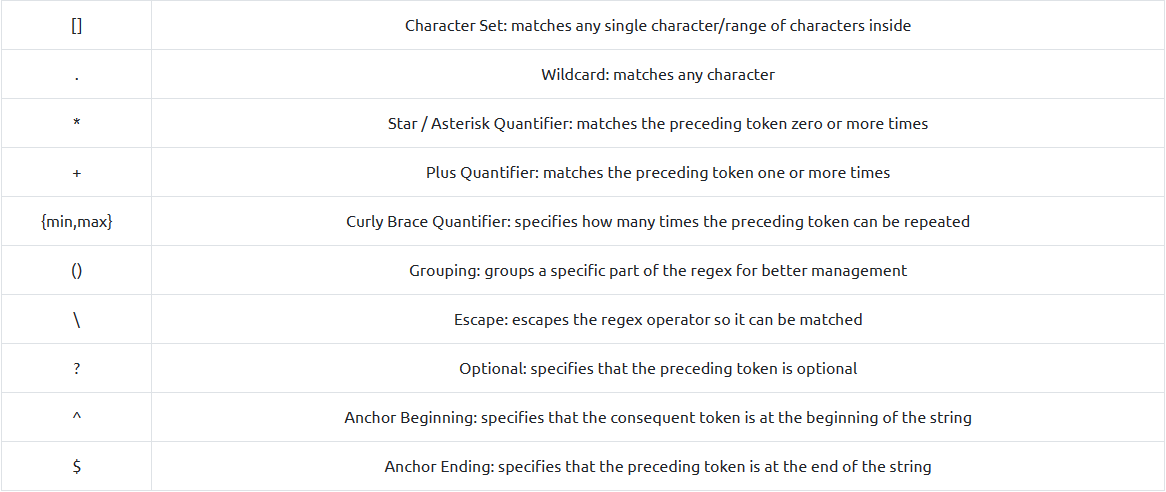 [] Character Set: matches any single character/range of characters inside
. Wildcard: matches any character
* Star / Asterisk Quantifier: matches the preceding token zero or more times
+ Plus Quantifier: matches the preceding token one or more times
{min,max} Curly Brace Quantifier: specifies how many times the preceding token can be repeated
() Grouping: groups a specific part of the regex for better management
\ Escape: escapes the regex operator so it can be matched
? Optional: specifies that the preceding token is optional
^ Anchor Beginning: specifies that the consequent token is at the beginning of the string
$ Anchor Ending: specifies that the preceding token is at the end of the string